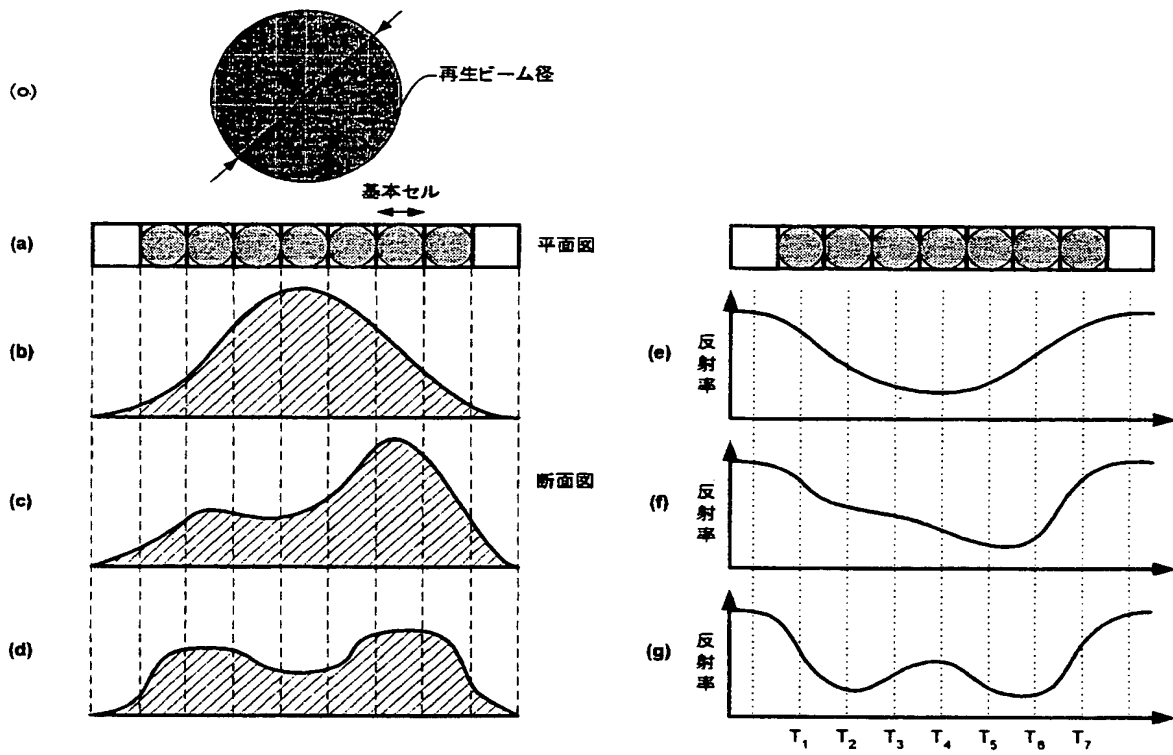 (o)
再生ビーム径
基本セル
(a)
平面図
(b)
(c)
断面図
(d)
(e)
反射率
(f)
反射率
(g)
反射率
T1 T2 T3 T4 T5 T6 T7